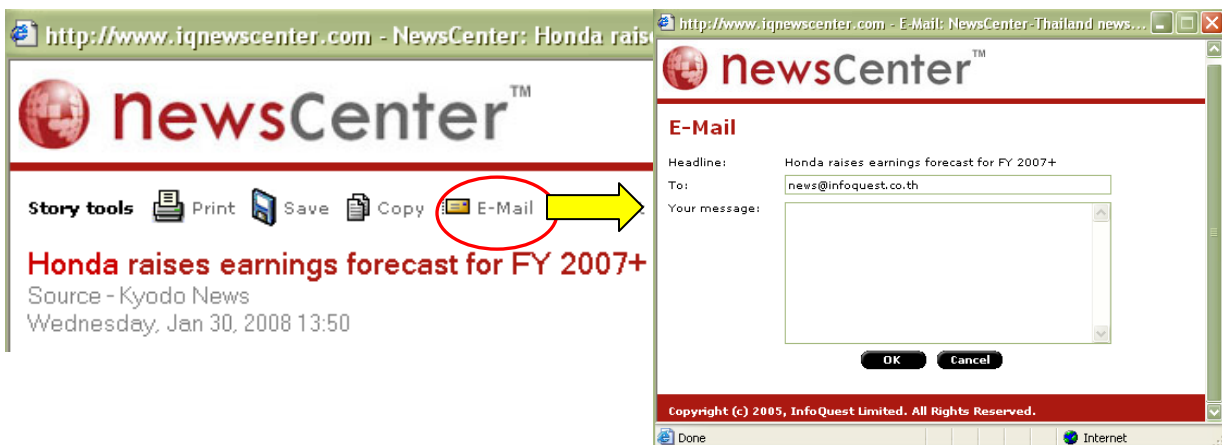 http://www.iqnewscenter.com - NewsCenter: Honda rais
newsCenter™
Story tools Print Save Copy E-Mail
Honda raises earnings forecast for FY 2007+
Source - Kyodo News
Wednesday, Jan 30, 2008 13:50
http://www.iqnewscenter.com - E-Mail: NewsCenter-Thailand news...
newsCenter™
E-Mail
Headline: Honda raises earnings forecast for FY 2007+
To: news@infoquest.co.th
Your message:
OK Cancel
Copyright (c) 2005, InfoQuest Limited. All Rights Reserved.
Done Internet